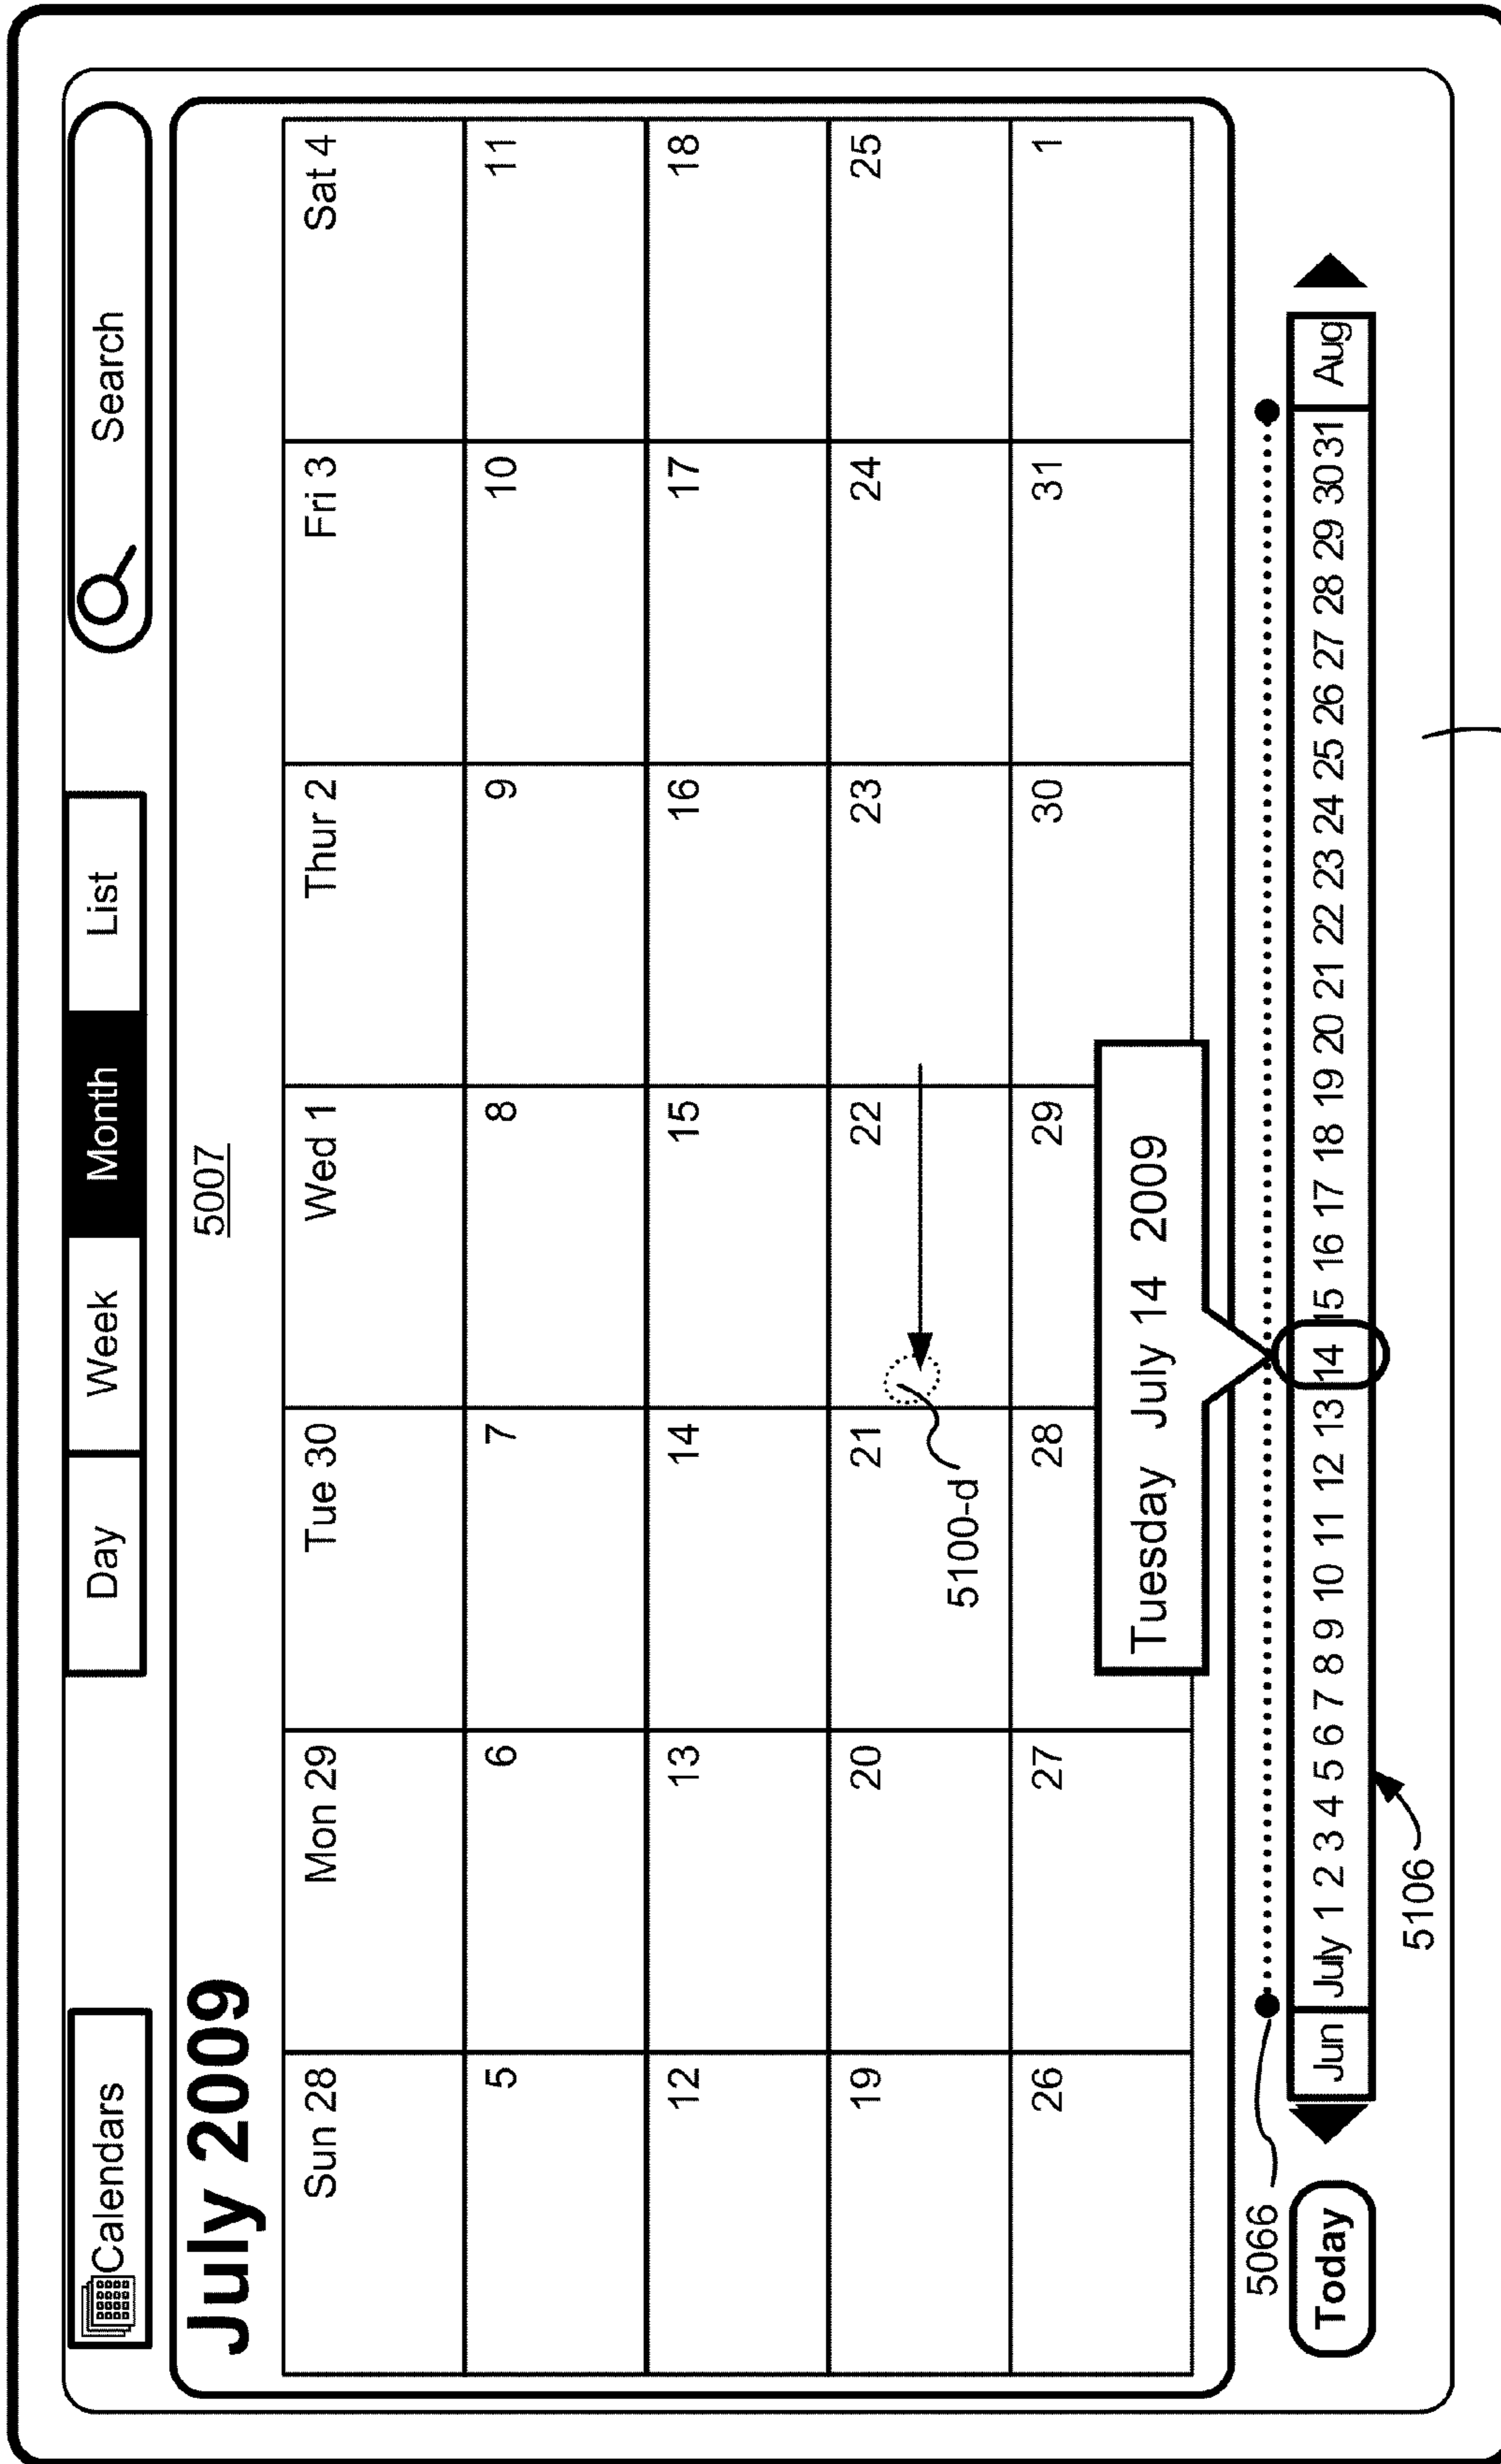 Calendars
Day Week Month List
Search
July 2009
5007
Sun 28 Mon 29 Tue 30 Wed 1 Thur 2 Fri 3 Sat 4
5 6 7 8 9 10 11
12 13 14 15 16 17 18
19 20 21 22 23 24 25
5100-d
26 27 28 29 30 31 1
Tuesday July 14 2009
5066
Today Jun July 1 2 3 4 5 6 7 8 9 10 11 12 13 14 15 16 17 18 19 20 21 22 23 24 25 26 27 28 29 30 31 Aug
5106